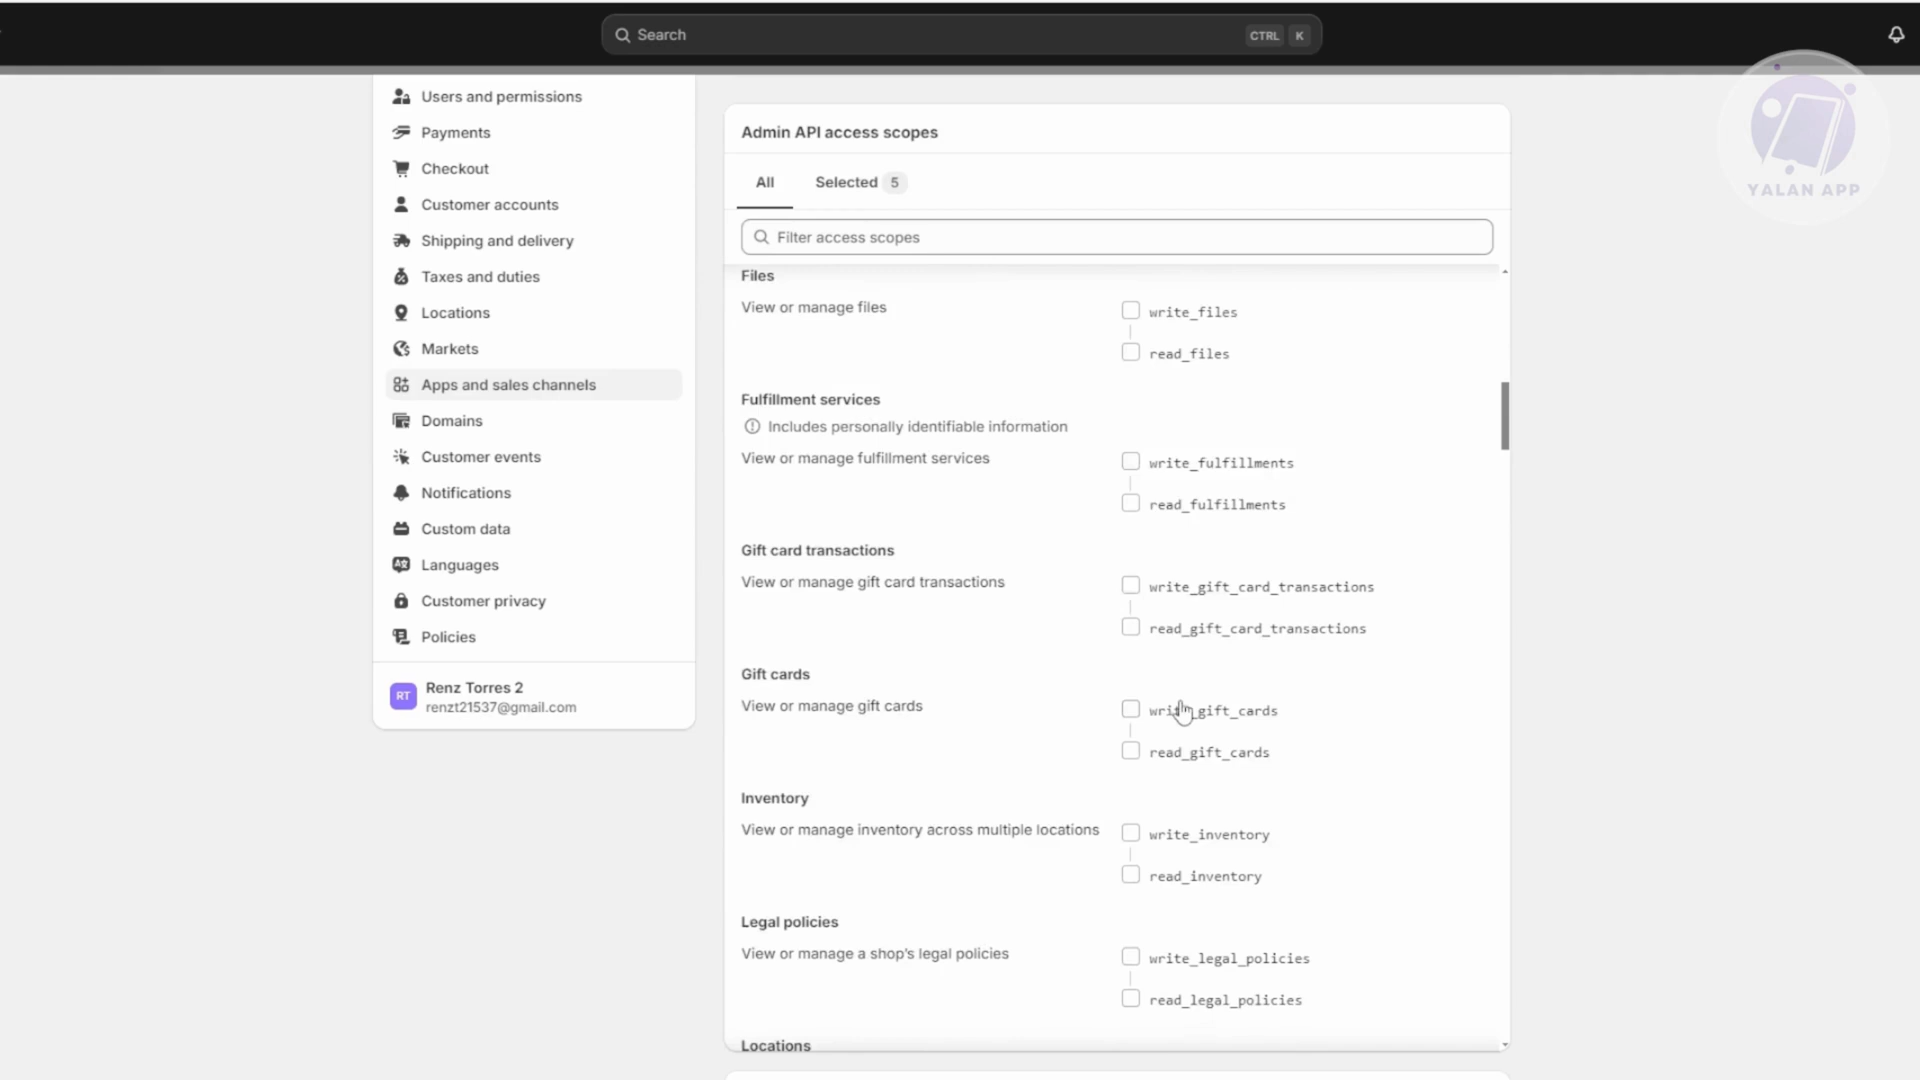 Search
CTRL K
YALAN APP
Users and permissions
Payments
Checkout
Customer accounts
Shipping and delivery
Taxes and duties
Locations
Markets
Apps and sales channels
Domains
Customer events
Notifications
Custom data
Languages
Customer privacy
Policies
RT
Renz Torres 2
renzt21537@gmail.com
Admin API access scopes
All
Selected 5
Filter access scopes
Files
View or manage files
write_files
read_files
Fulfillment services
Includes personally identifiable information
View or manage fulfillment services
write_fulfillments
read_fulfillments
Gift card transactions
View or manage gift card transactions
write_gift_card_transactions
read_gift_card_transactions
Gift cards
View or manage gift cards
write_gift_cards
read_gift_cards
Inventory
View or manage inventory across multiple locations
write_inventory
read_inventory
Legal policies
View or manage a shop's legal policies
write_legal_policies
read_legal_policies
Locations